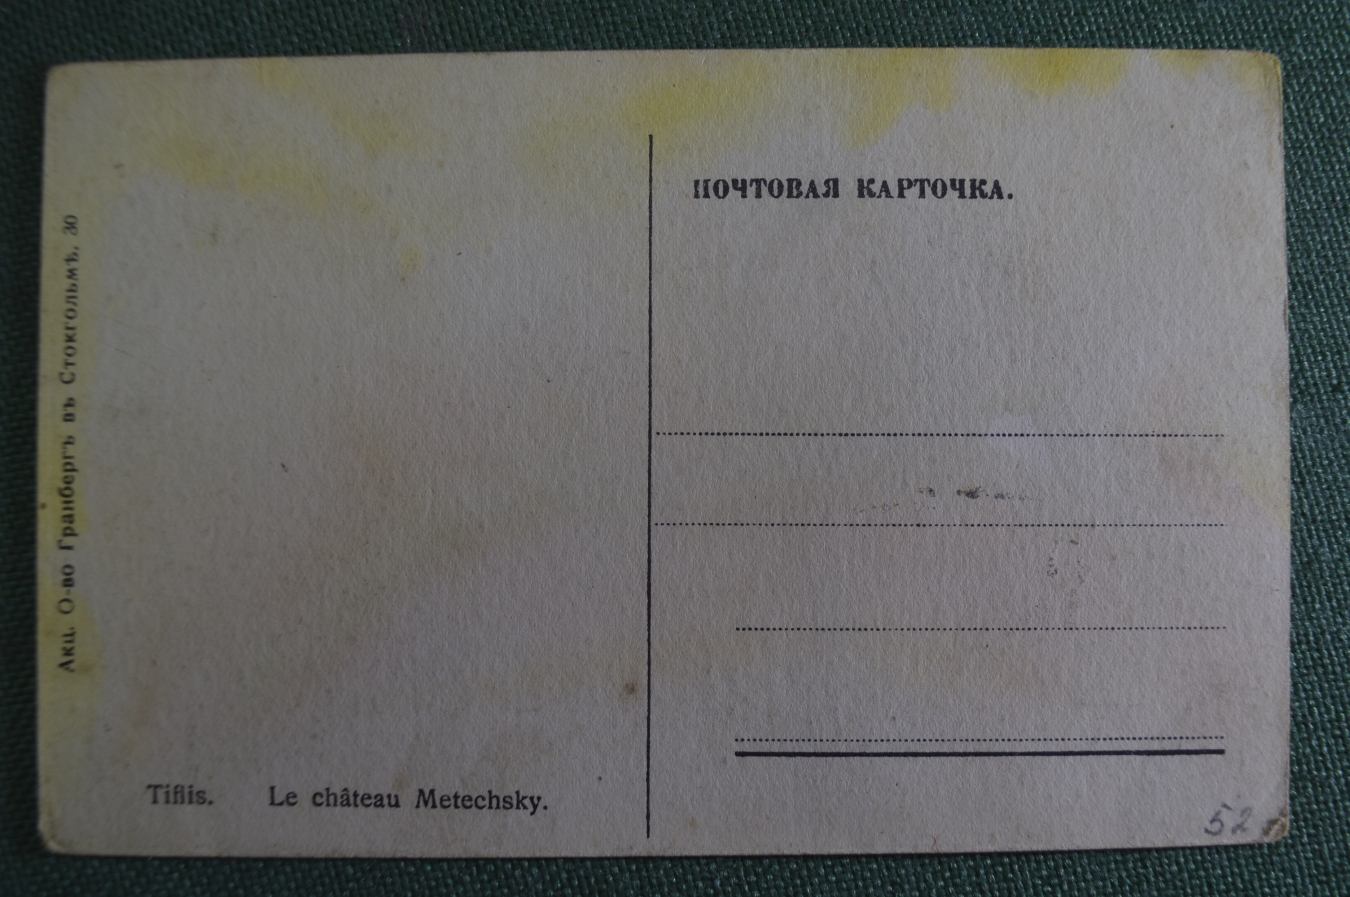 ПОЧТОВАЯ КАРТОЧКА.
Акц. О-во Гранбергъ въ Стокгольмѣ. 30
Tiflis. Le château Metechsky.
52